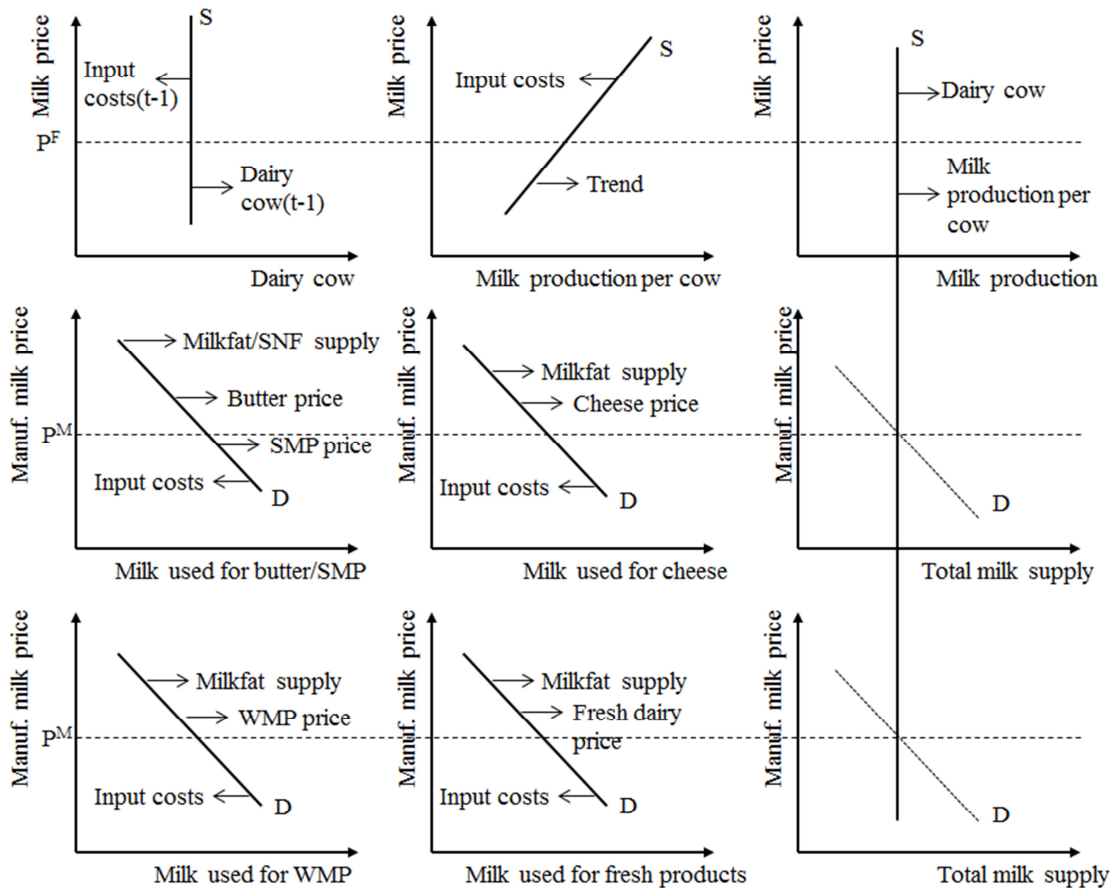 Milk price
S
Input
costs(t-1)
P^F
Dairy
cow(t-1)
Dairy cow
Milk price
S
Input costs
Trend
Milk production per cow
Milk price
S
Dairy cow
Milk
production per
cow
Milk production
Manuf. milk price
Milkfat/SNF supply
Butter price
P^M
SMP price
Input costs
D
Milk used for butter/SMP
Manuf. milk price
Milkfat supply
Cheese price
Input costs
D
Milk used for cheese
Manuf. milk price
D
Total milk supply
Manuf. milk price
Milkfat supply
WMP price
P^M
Input costs
D
Milk used for WMP
Manuf. milk price
Milkfat supply
Fresh dairy
price
Input costs
D
Milk used for fresh products
Manuf. milk price
D
Total milk supply